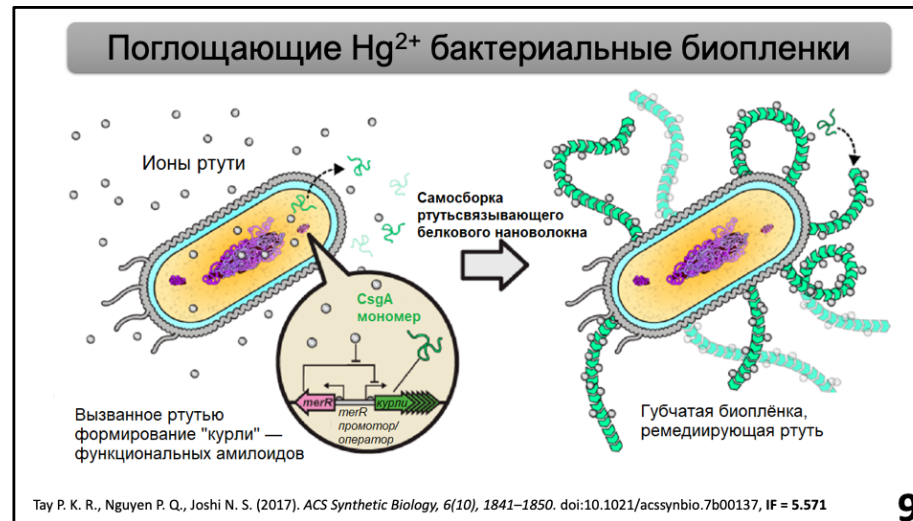 Поглощающие Hg²⁺ бактериальные биопленки
Ионы ртути
Самосборка
ртутьсвязывающего
белкового нановолокна
CsgA
мономер
merR
курли
merR
промотор/
оператор
Вызванное ртутью
формирование "курли" —
функциональных амилоидов
Губчатая биоплёнка,
ремедиирующая ртуть
Tay P. K. R., Nguyen P. Q., Joshi N. S. (2017). ACS Synthetic Biology, 6(10), 1841–1850. doi:10.1021/acssynbio.7b00137, IF = 5.571
9